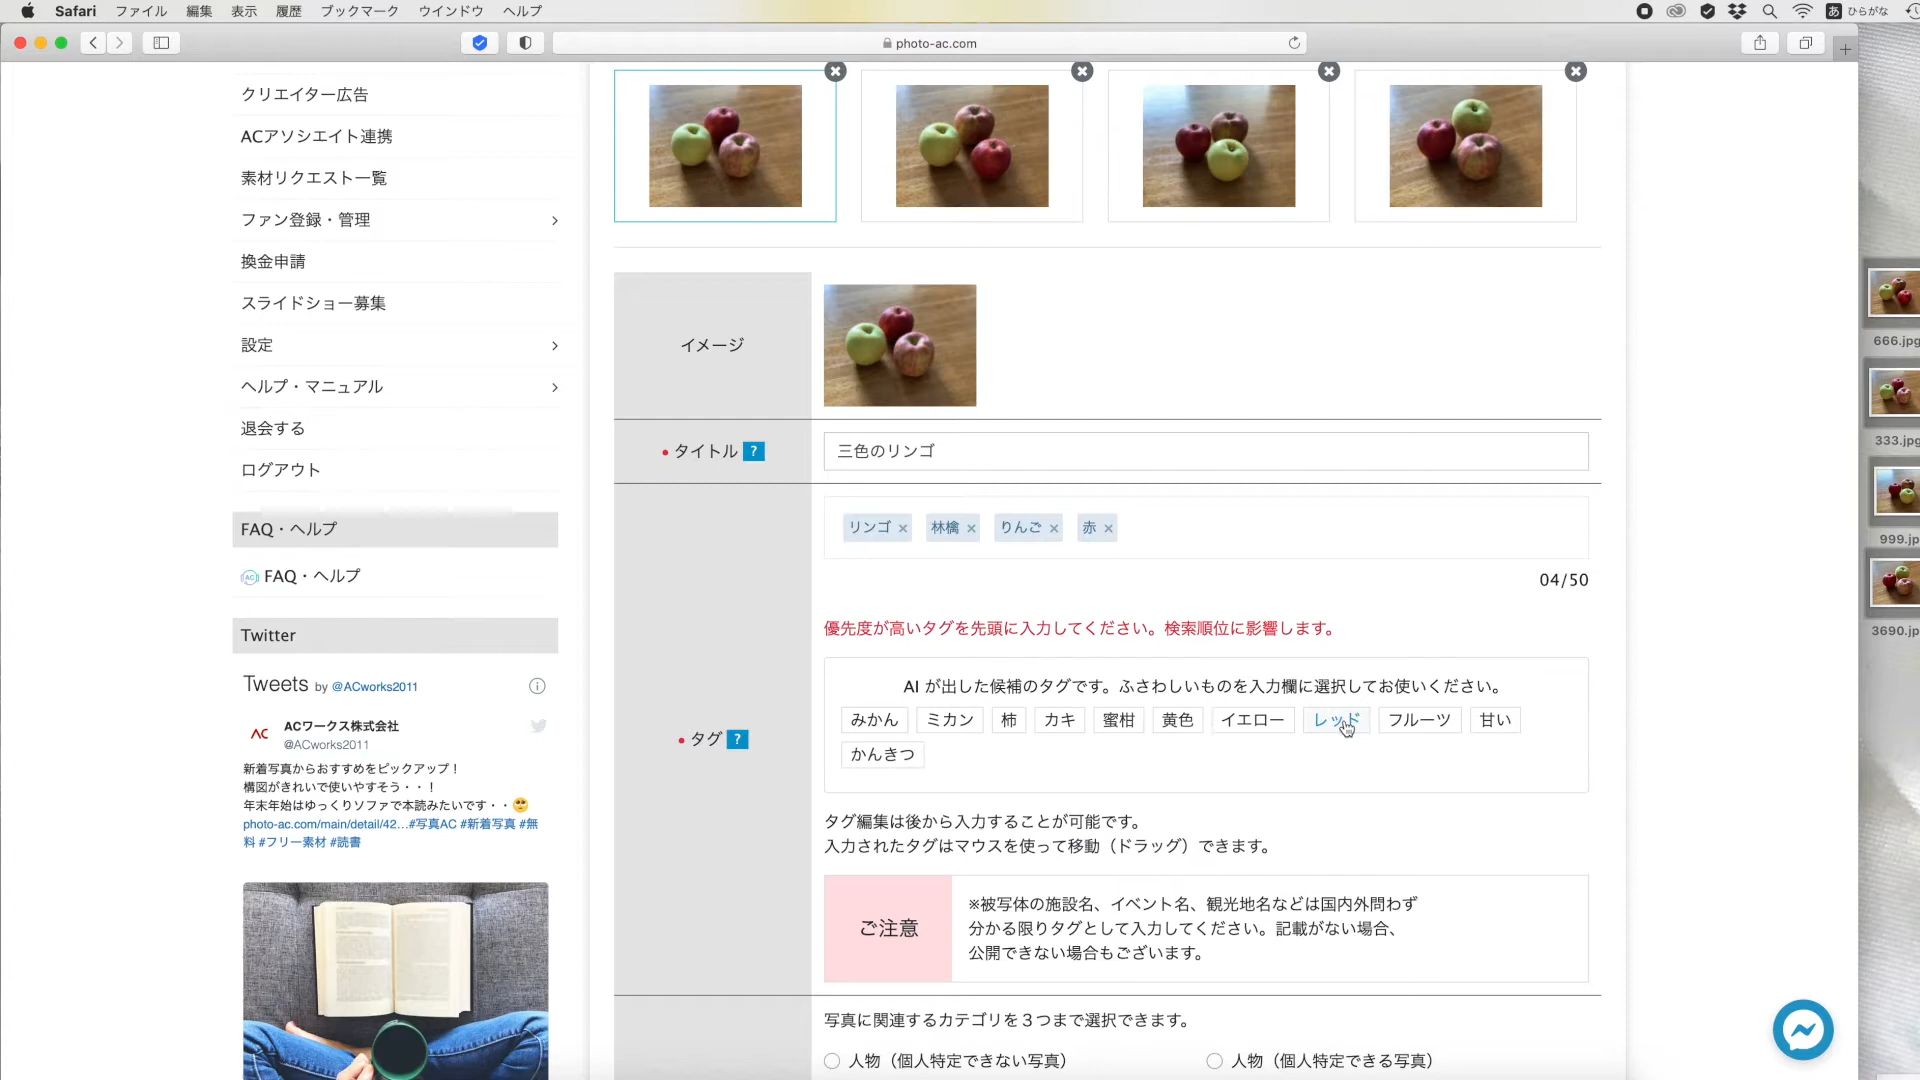 Safari ファイル 編集 表示 履歴 ブックマーク ウインドウ ヘルプ
あ ひらがな
photo-ac.com
クリエイター広告
ACアソシエイト連携
素材リクエスト一覧
ファン登録・管理
換金申請
スライドショー募集
設定
ヘルプ・マニュアル
退会する
ログアウト
FAQ・ヘルプ
AC FAQ・ヘルプ
Twitter
Tweets by @ACworks2011
ACワークス株式会社
@ACworks2011
新着写真からおすすめをピックアップ！
構図がきれいで使いやすそう・・！
年末年始はゆっくりソファで本読みたいです・・
photo-ac.com/main/detail/42…#写真AC #新着写真 #無
料 #フリー素材 #読書
イメージ
タイトル ?
三色のリンゴ
リンゴ × 林檎 × りんご × 赤 ×
04/50
優先度が高いタグを先頭に入力してください。検索順位に影響します。
タグ ?
AI が出した候補のタグです。ふさわしいものを入力欄に選択してお使いください。
みかん ミカン 柿 カキ 蜜柑 黄色 イエロー レッド フルーツ 甘い
かんきつ
タグ編集は後から入力することが可能です。
入力されたタグはマウスを使って移動（ドラッグ）できます。
ご注意
※被写体の施設名、イベント名、観光地名などは国内外問わず
分かる限りタグとして入力してください。記載がない場合、
公開できない場合もございます。
写真に関連するカテゴリを３つまで選択できます。
人物（個人特定できない写真） 人物（個人特定できる写真）
666.jpg
333.jpg
999.jp
3690.jp